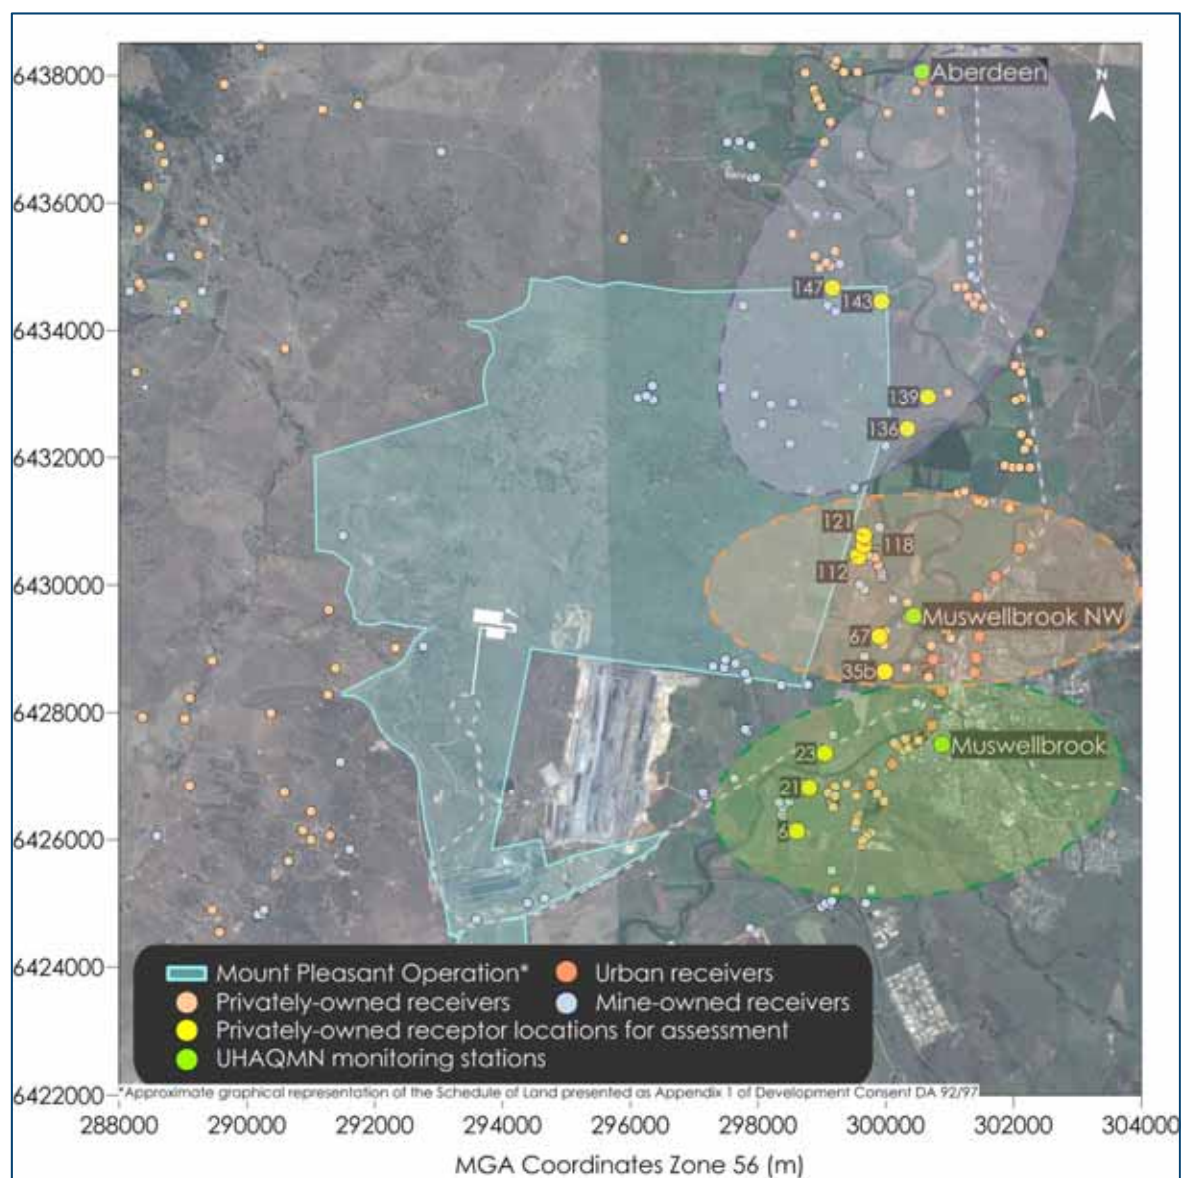 6438000
Aberdeen
N
6436000
147
143
6434000
139
136
6432000
121
118
112
6430000
Muswellbrook NW
67
35b
6428000
23
Muswellbrook
21
6
6426000
6424000
Mount Pleasant Operation*
Urban receivers
Privately-owned receivers
Mine-owned receivers
Privately-owned receptor locations for assessment
UHAQMN monitoring stations
6422000
*Approximate graphical representation of the Schedule of Land presented as Appendix 1 of Development Consent DA 92/97
288000 290000 292000 294000 296000 298000 300000 302000 304000
MGA Coordinates Zone 56 (m)